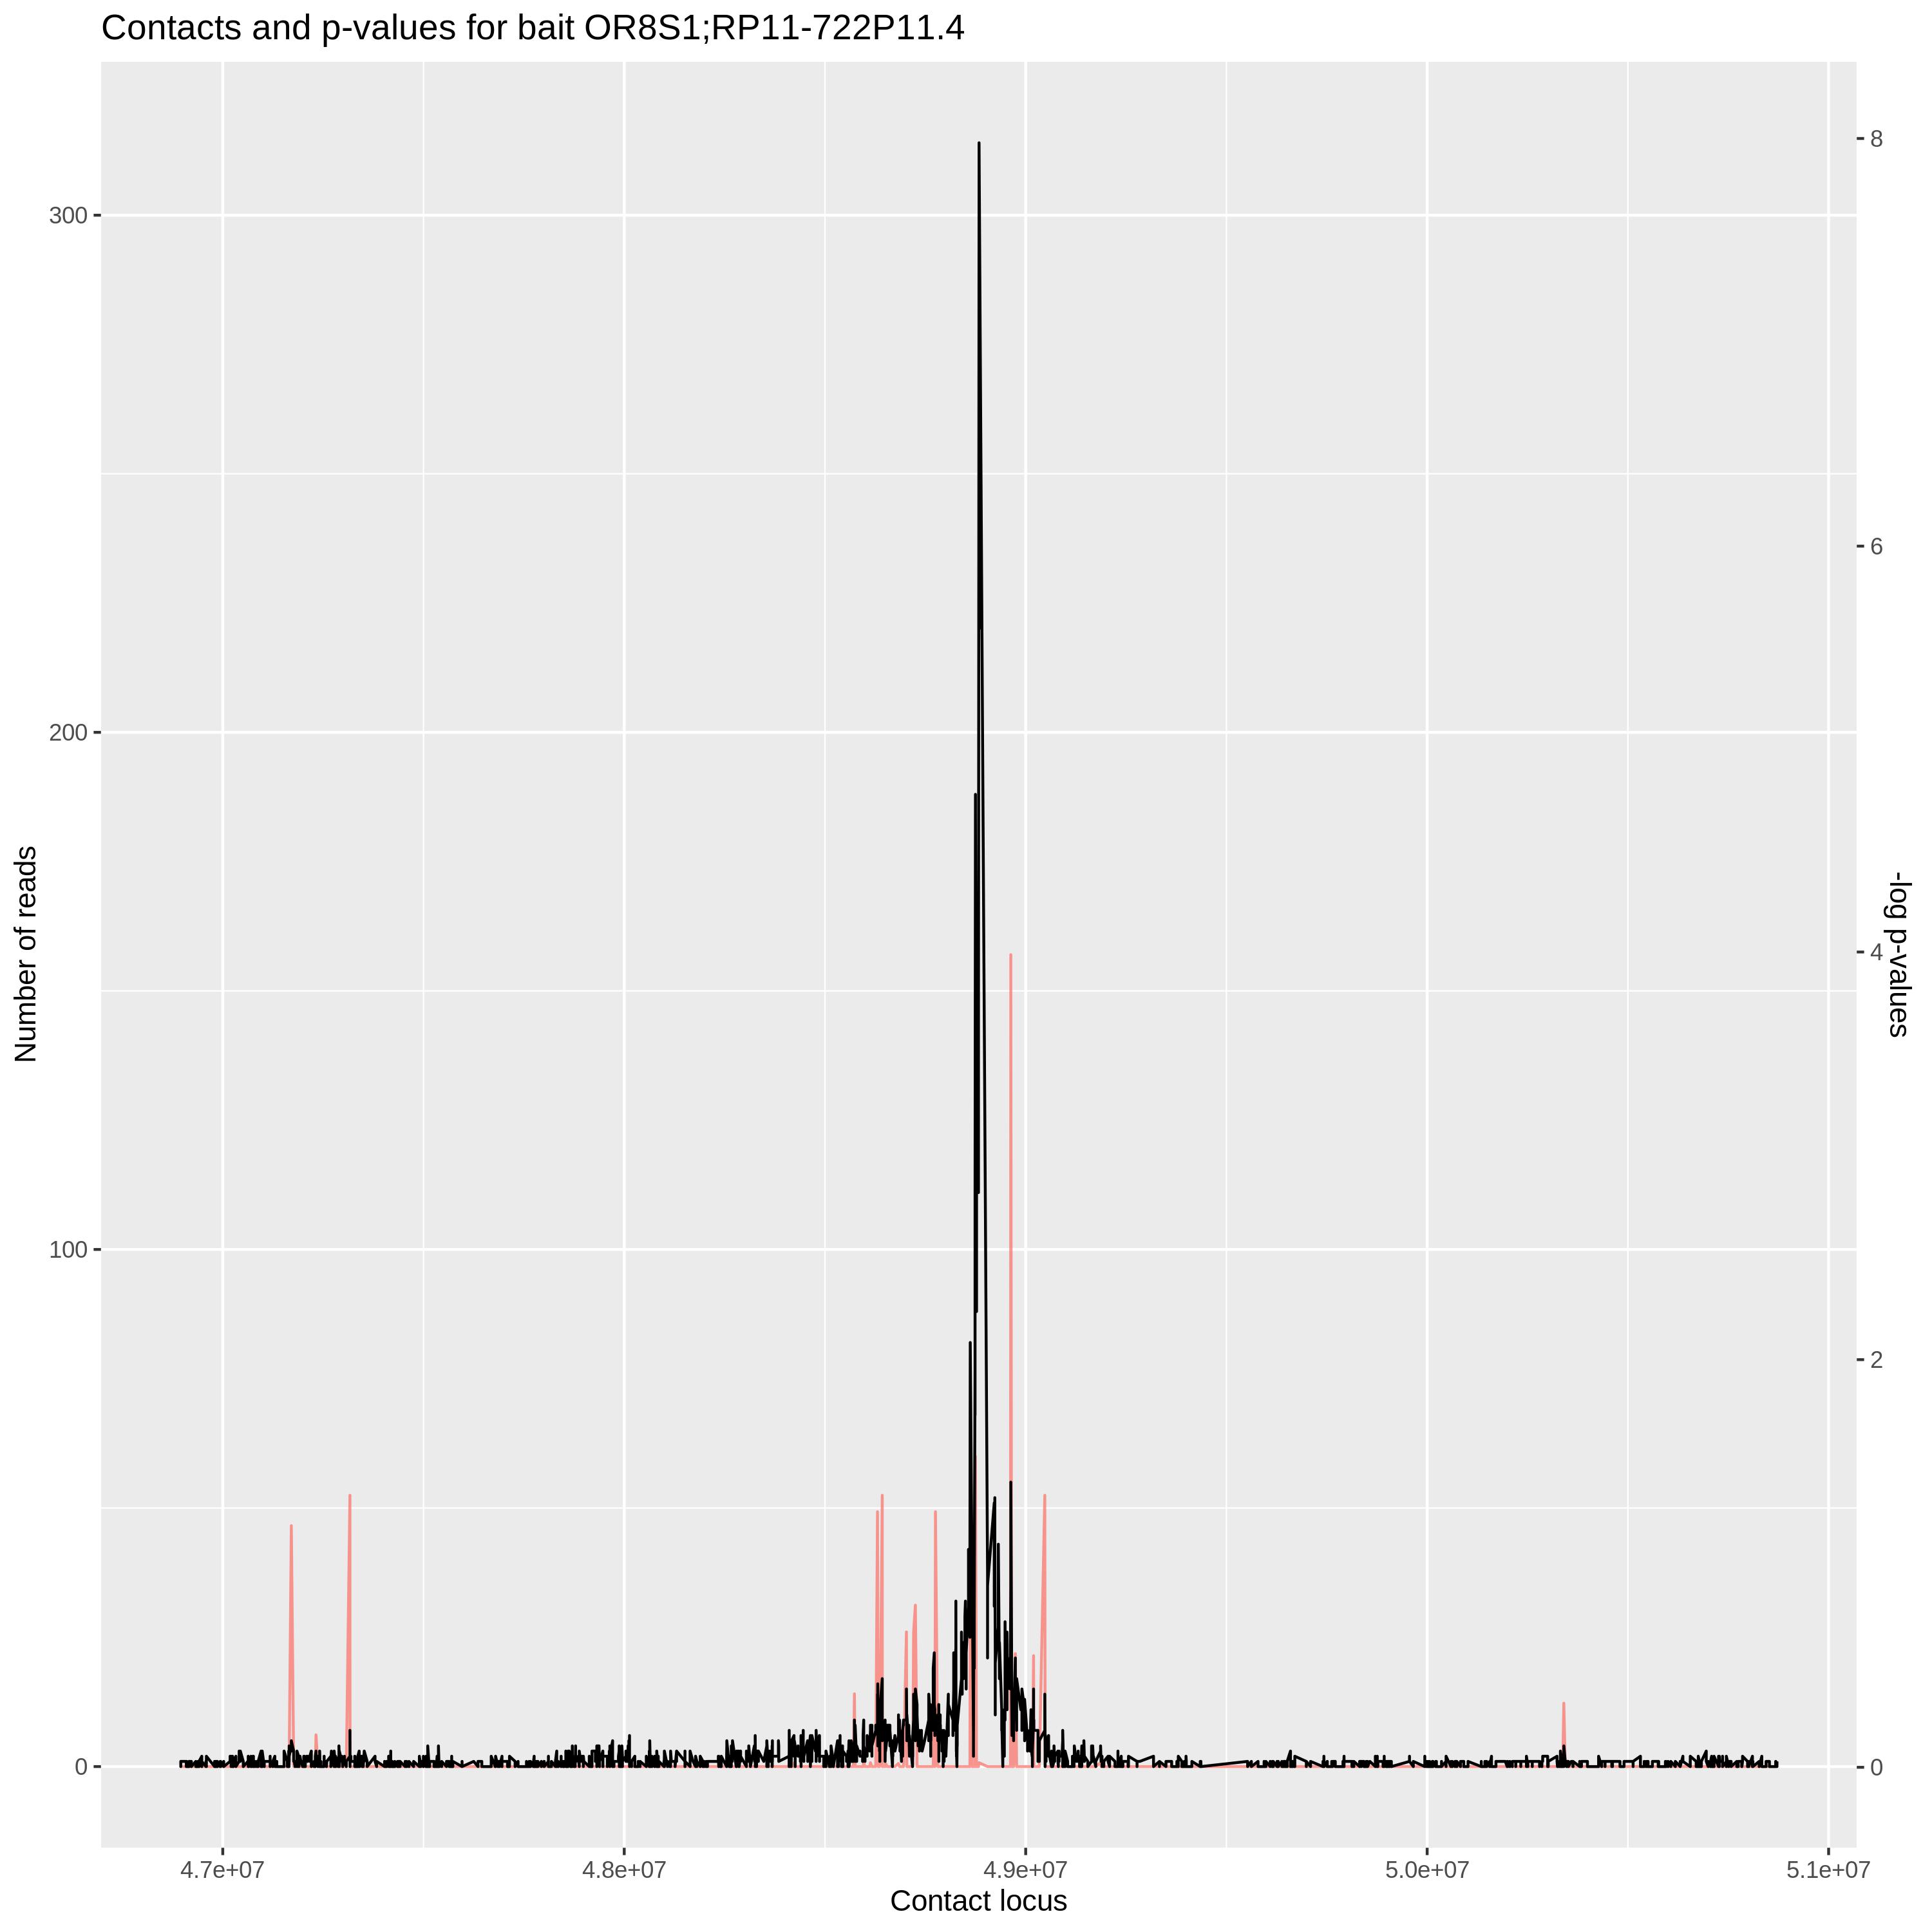 Contacts and p-values for bait OR8S1;RP11-722P11.4
300
200
100
0
Number of reads
8
6
4
2
0
-log p-values
4.7e+07
4.8e+07
4.9e+07
5.0e+07
5.1e+07
Contact locus